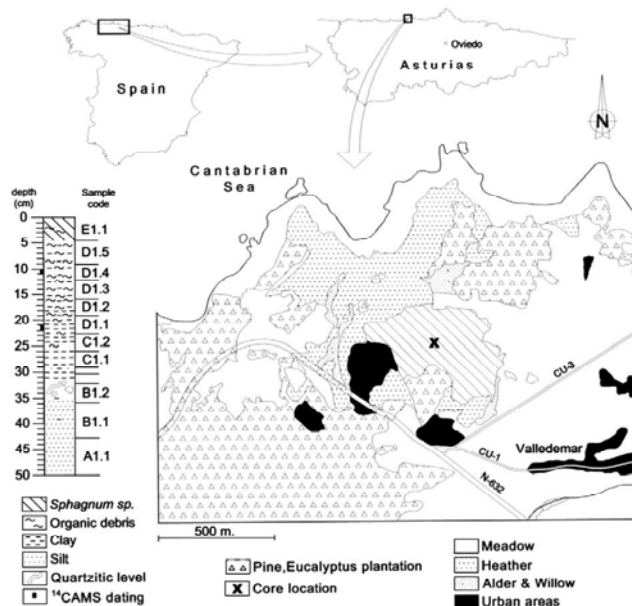 Spain
Oviedo
Asturias
N
Cantabrian
Sea
depth
(cm)
Sample
code
0
5
10
15
20
25
30
35
40
45
50
E1.1
D1.5
D1.4
D1.3
D1.2
D1.1
C1.2
C1.1
B1.2
B1.1
A1.1
X
CU-3
Valledemar
CU-1
N-632
500 m.
Sphagnum sp.
Organic debris
Clay
Silt
Quartzitic level
14CAMS dating
Pine,Eucalyptus plantation
X Core location
Meadow
Heather
Alder & Willow
Urban areas